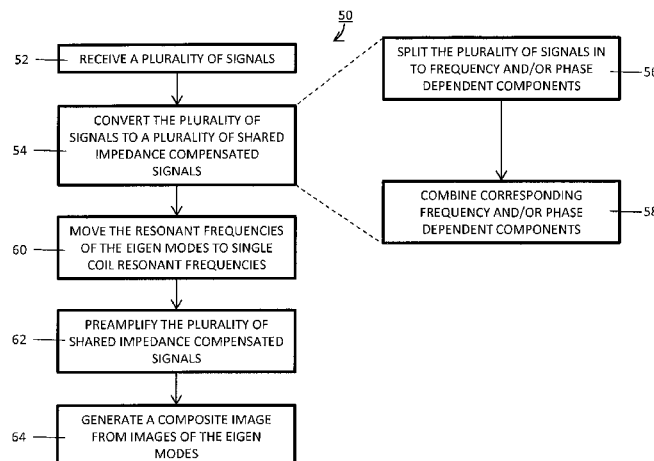 50
52
RECEIVE A PLURALITY OF SIGNALS
54
CONVERT THE PLURALITY OF
SIGNALS TO A PLURALITY OF SHARED
IMPEDANCE COMPENSATED
SIGNALS
SPLIT THE PLURALITY OF SIGNALS IN
TO FREQUENCY AND/OR PHASE
DEPENDENT COMPONENTS
56
COMBINE CORRESPONDING
FREQUENCY AND/OR PHASE
DEPENDENT COMPONENTS
58
60
MOVE THE RESONANT FREQUENCIES
OF THE EIGEN MODES TO SINGLE
COIL RESONANT FREQUENCIES
62
PREAMPLIFY THE PLURALITY OF
SHARED IMPEDANCE COMPENSATED
SIGNALS
64
GENERATE A COMPOSITE IMAGE
FROM IMAGES OF THE EIGEN
MODES